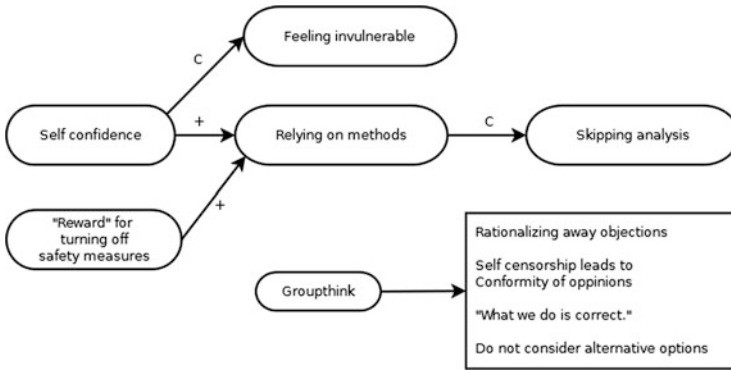 Feeling invulnerable
C
Self confidence
+
Relying on methods
C
Skipping analysis
+
"Reward" for
turning off
safety measures
Groupthink
Rationalizing away objections
Self censorship leads to
Conformity of oppinions
"What we do is correct."
Do not consider alternative options